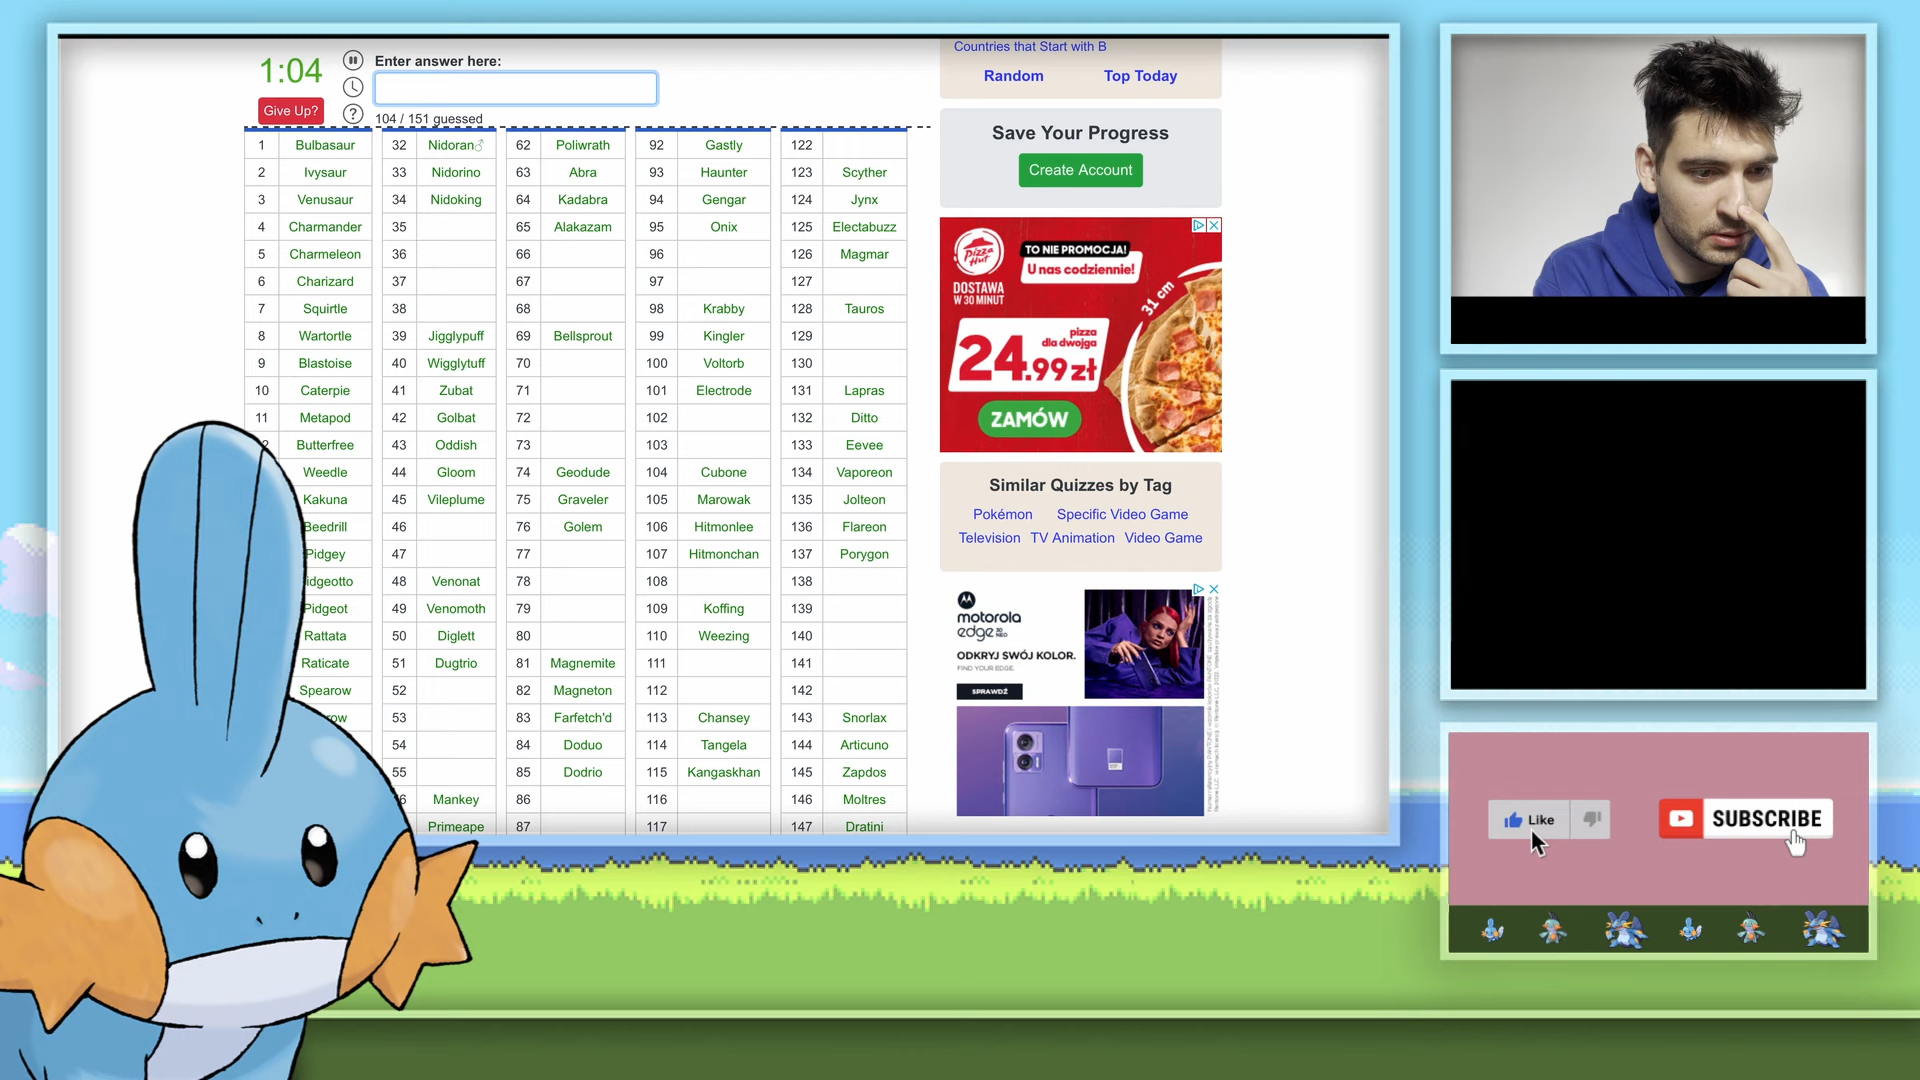 1:04
Give Up?
Enter answer here:
104 / 151 guessed
1 Bulbasaur 32 Nidoran♂ 62 Poliwrath 92 Gastly 122
2 Ivysaur 33 Nidorino 63 Abra 93 Haunter 123 Scyther
3 Venusaur 34 Nidoking 64 Kadabra 94 Gengar 124 Jynx
4 Charmander 35 65 Alakazam 95 Onix 125 Electabuzz
5 Charmeleon 36 66 96 126 Magmar
6 Charizard 37 67 97 127
7 Squirtle 38 68 98 Krabby 128 Tauros
8 Wartortle 39 Jigglypuff 69 Bellsprout 99 Kingler 129
9 Blastoise 40 Wigglytuff 70 100 Voltorb 130
10 Caterpie 41 Zubat 71 101 Electrode 131 Lapras
11 Metapod 42 Golbat 72 102 132 Ditto
2 Butterfree 43 Oddish 73 103 133 Eevee
Weedle 44 Gloom 74 Geodude 104 Cubone 134 Vaporeon
Kakuna 45 Vileplume 75 Graveler 105 Marowak 135 Jolteon
Beedrill 46 76 Golem 106 Hitmonlee 136 Flareon
Pidgey 47 77 107 Hitmonchan 137 Porygon
idgeotto 48 Venonat 78 108 138
Pidgeot 49 Venomoth 79 109 Koffing 139
Rattata 50 Diglett 80 110 Weezing 140
Raticate 51 Dugtrio 81 Magnemite 111 141
Spearow 52 82 Magneton 112 142
row 53 83 Farfetch'd 113 Chansey 143 Snorlax
54 84 Doduo 114 Tangela 144 Articuno
55 85 Dodrio 115 Kangaskhan 145 Zapdos
6 Mankey 86 116 146 Moltres
Primeape 87 117 147 Dratini
Countries that Start with B
Random Top Today
Save Your Progress
Create Account
Pizza Hut
TO NIE PROMOCJA!
U nas codziennie!
DOSTAWA
W 30 MINUT
31 cm
pizza
dla dwojga
24.99 zł
ZAMÓW
Similar Quizzes by Tag
Pokémon Specific Video Game
Television TV Animation Video Game
motorola
edge 30 NEO
ODKRYJ SWÓJ KOLOR.
FIND YOUR EDGE.
SPRAWDŹ
Like
SUBSCRIBE